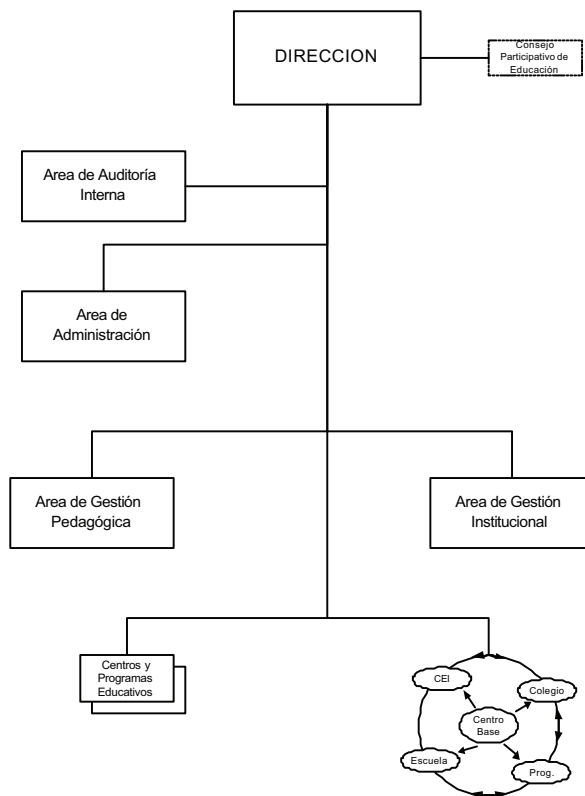 DIRECCION
Consejo
Participativo de
Educación
Area de Auditoría
Interna
Area de
Administración
Area de Gestión
Pedagógica
Area de Gestión
Institucional
Centros y
Programas
Educativos
CEI
Colegio
Centro
Base
Escuela
Prog.